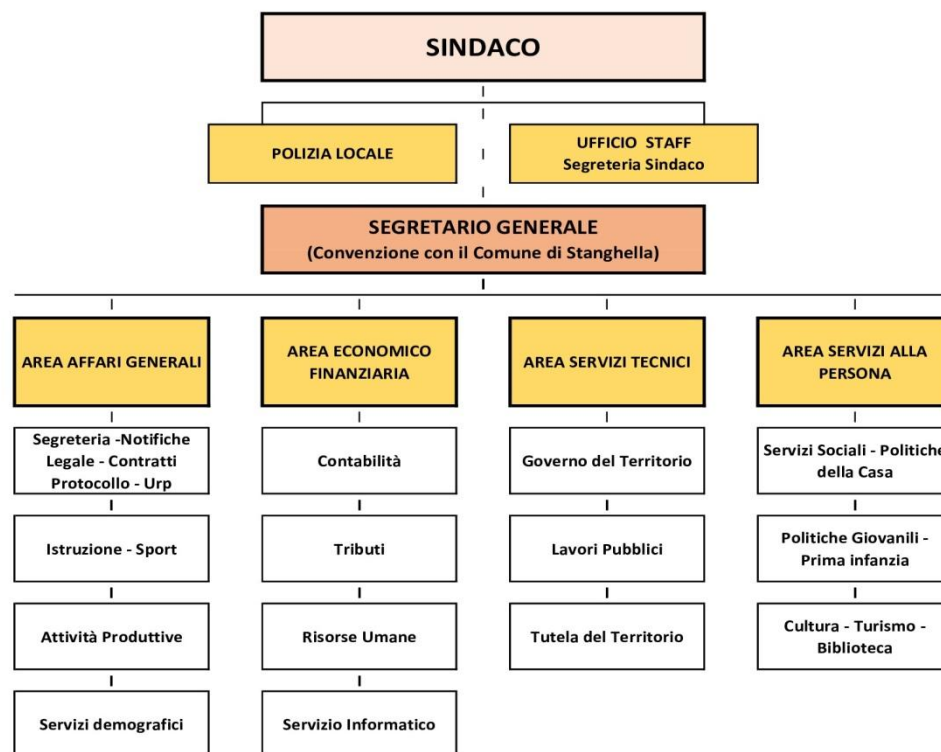 SINDACO
POLIZIA LOCALE
UFFICIO STAFF
Segreteria Sindaco
SEGRETARIO GENERALE
(Convenzione con il Comune di Stanghella)
AREA AFFARI GENERALI
AREA ECONOMICO
FINANZIARIA
AREA SERVIZI TECNICI
AREA SERVIZI ALLA
PERSONA
Segreteria -Notifiche
Legale - Contratti
Protocollo - Urp
Contabilità
Governo del Territorio
Servizi Sociali - Politiche
della Casa
Istruzione - Sport
Tributi
Lavori Pubblici
Politiche Giovanili -
Prima infanzia
Attività Produttive
Risorse Umane
Tutela del Territorio
Cultura - Turismo -
Biblioteca
Servizi demografici
Servizio Informatico